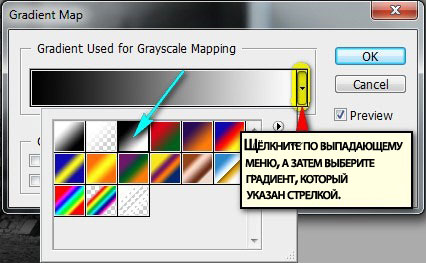 Gradient Map
Gradient Used for Grayscale Mapping
OK
Cancel
Preview
Щёлкните по выпадающему
меню, а затем выберите
градиент, который
указан стрелкой.